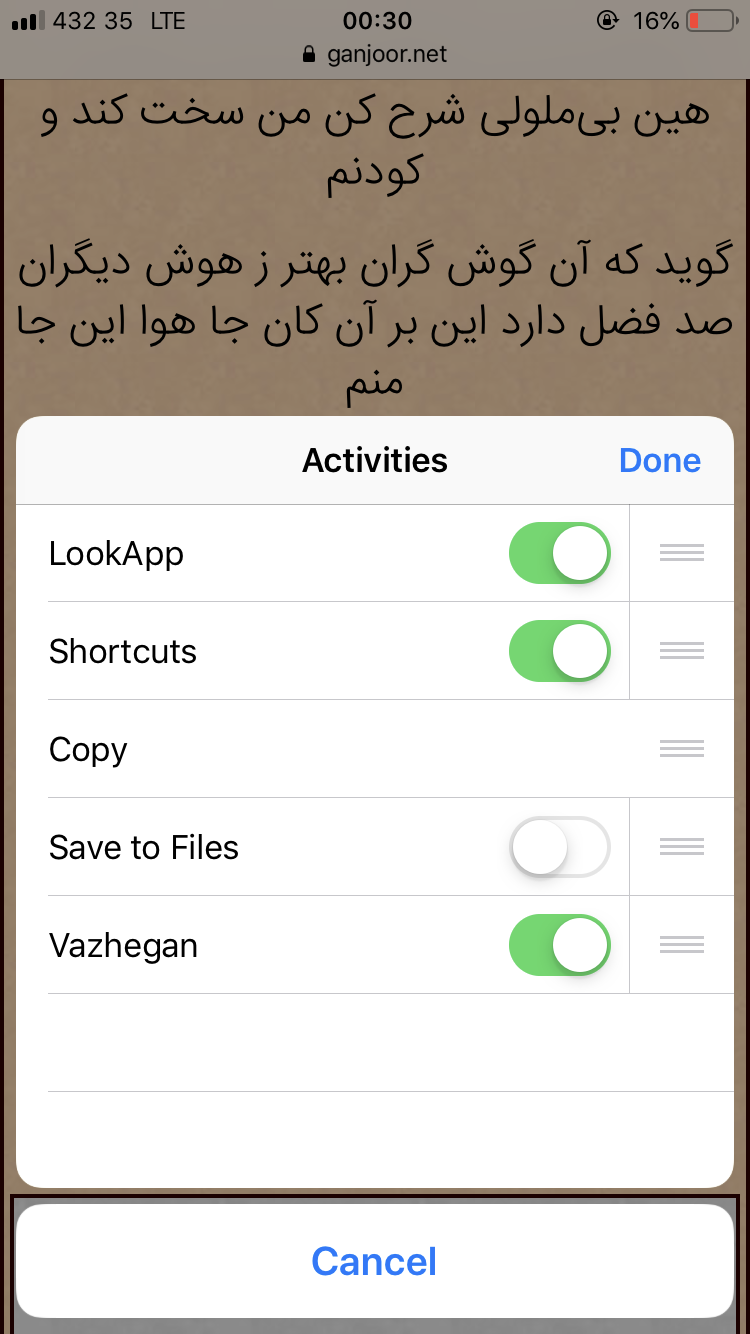 432 35 LTE 00:30 16%
ganjoor.net
هین بی‌ملولی شرح کن من سخت کند و
کودنم
گوید که آن گوش گران بهتر ز هوش دیگران
صد فضل دارد این بر آن کان جا هوا این جا
منم
Activities Done
LookApp
Shortcuts
Copy
Save to Files
Vazhegan
Cancel